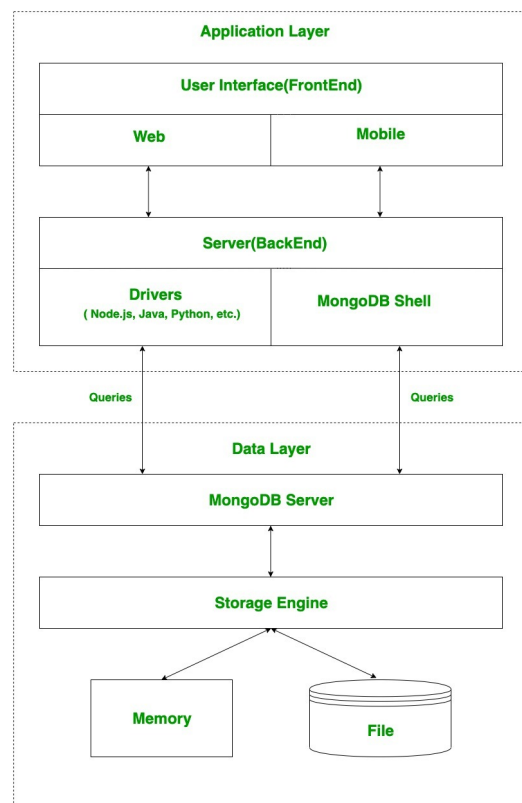 Application Layer
User Interface(FrontEnd)
Web
Mobile
Server(BackEnd)
Drivers
( Node.js, Java, Python, etc.)
MongoDB Shell
Queries
Queries
Data Layer
MongoDB Server
Storage Engine
Memory
File